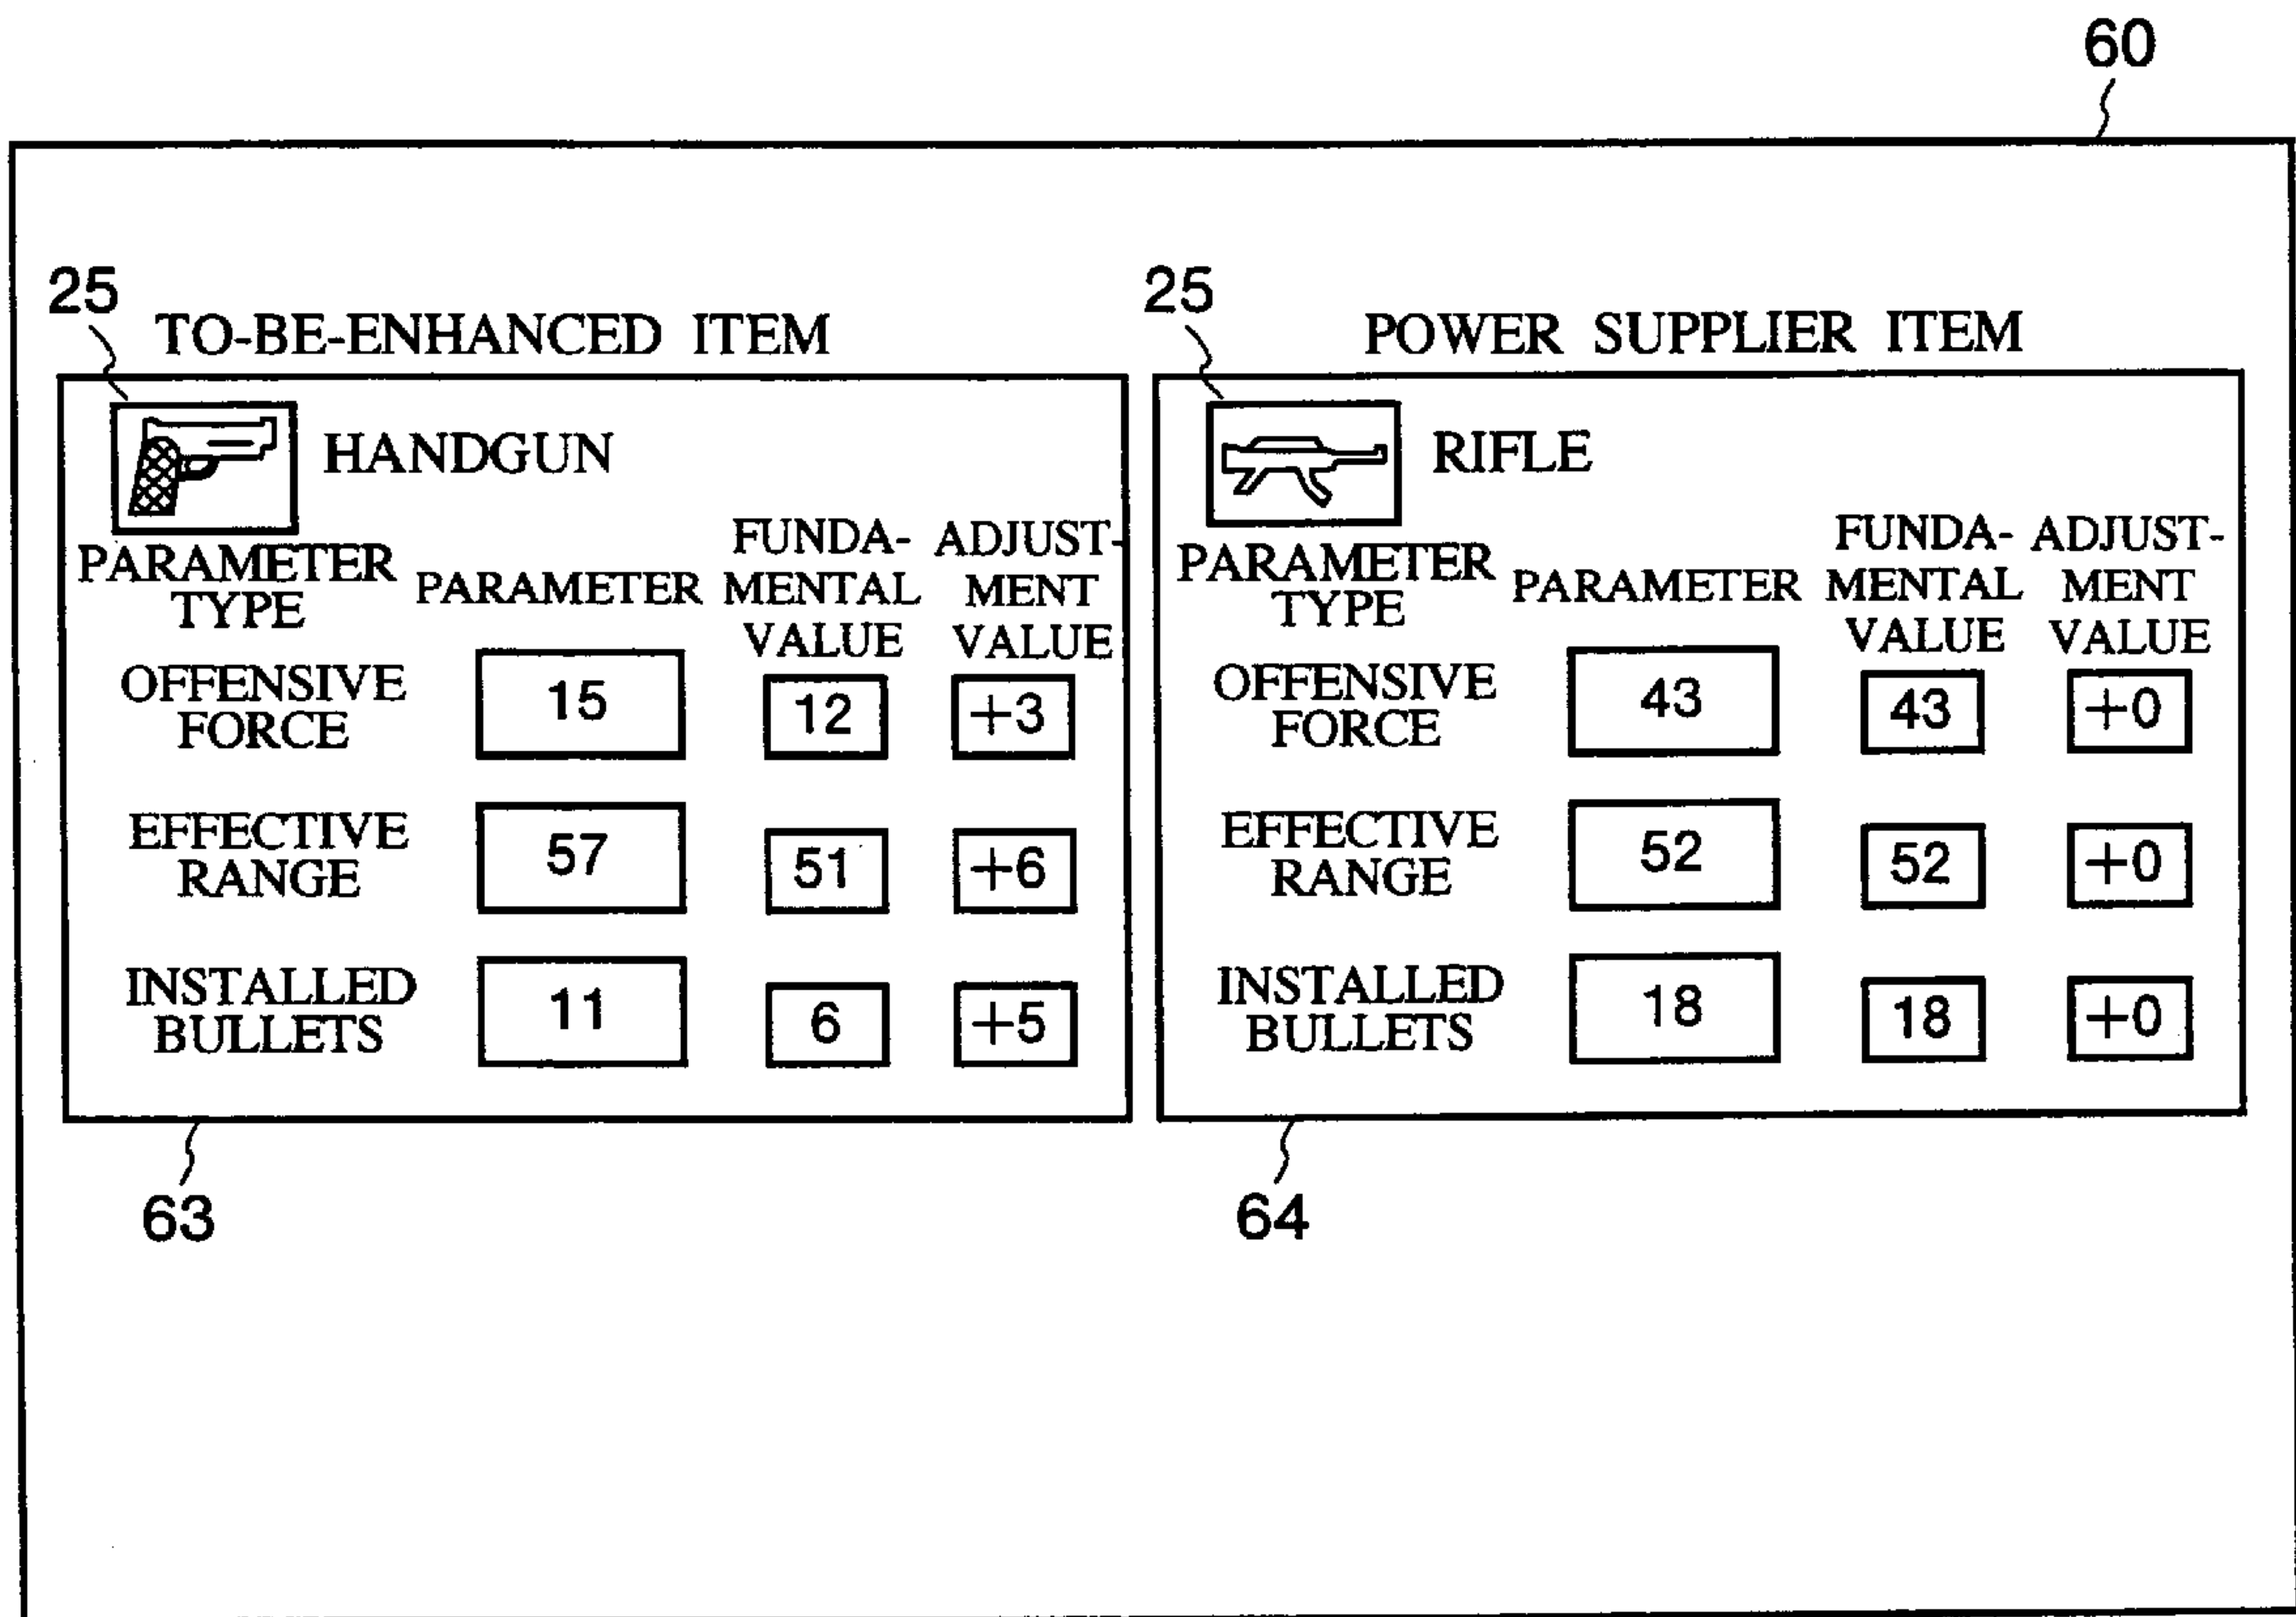 60
25
TO-BE-ENHANCED ITEM
HANDGUN
PARAMETER
TYPE
PARAMETER
FUNDA-
MENTAL
VALUE
ADJUST-
MENT
VALUE
OFFENSIVE
FORCE
15
12
+3
EFFECTIVE
RANGE
57
51
+6
INSTALLED
BULLETS
11
6
+5
63
25
POWER SUPPLIER ITEM
RIFLE
PARAMETER
TYPE
PARAMETER
FUNDA-
MENTAL
VALUE
ADJUST-
MENT
VALUE
OFFENSIVE
FORCE
43
43
+0
EFFECTIVE
RANGE
52
52
+0
INSTALLED
BULLETS
18
18
+0
64